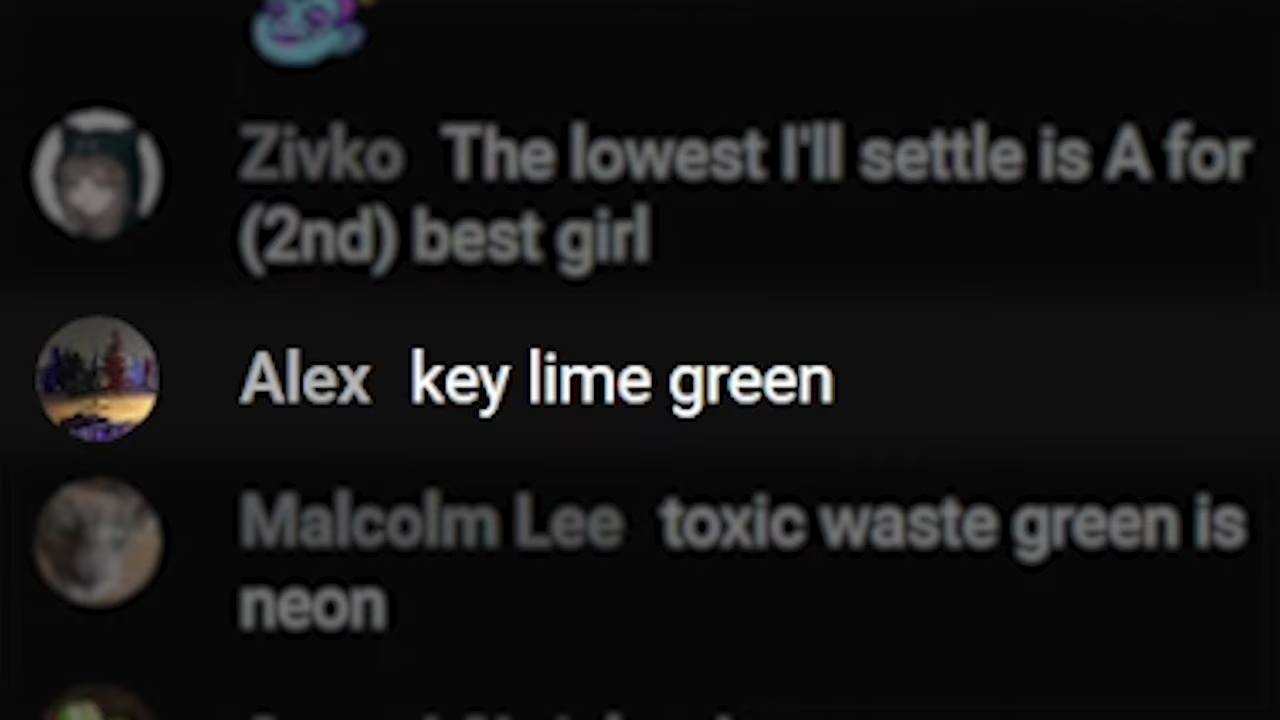 Zivko The lowest I'll settle is A for
(2nd) best girl
Alex key lime green
Malcolm Lee toxic waste green is
neon